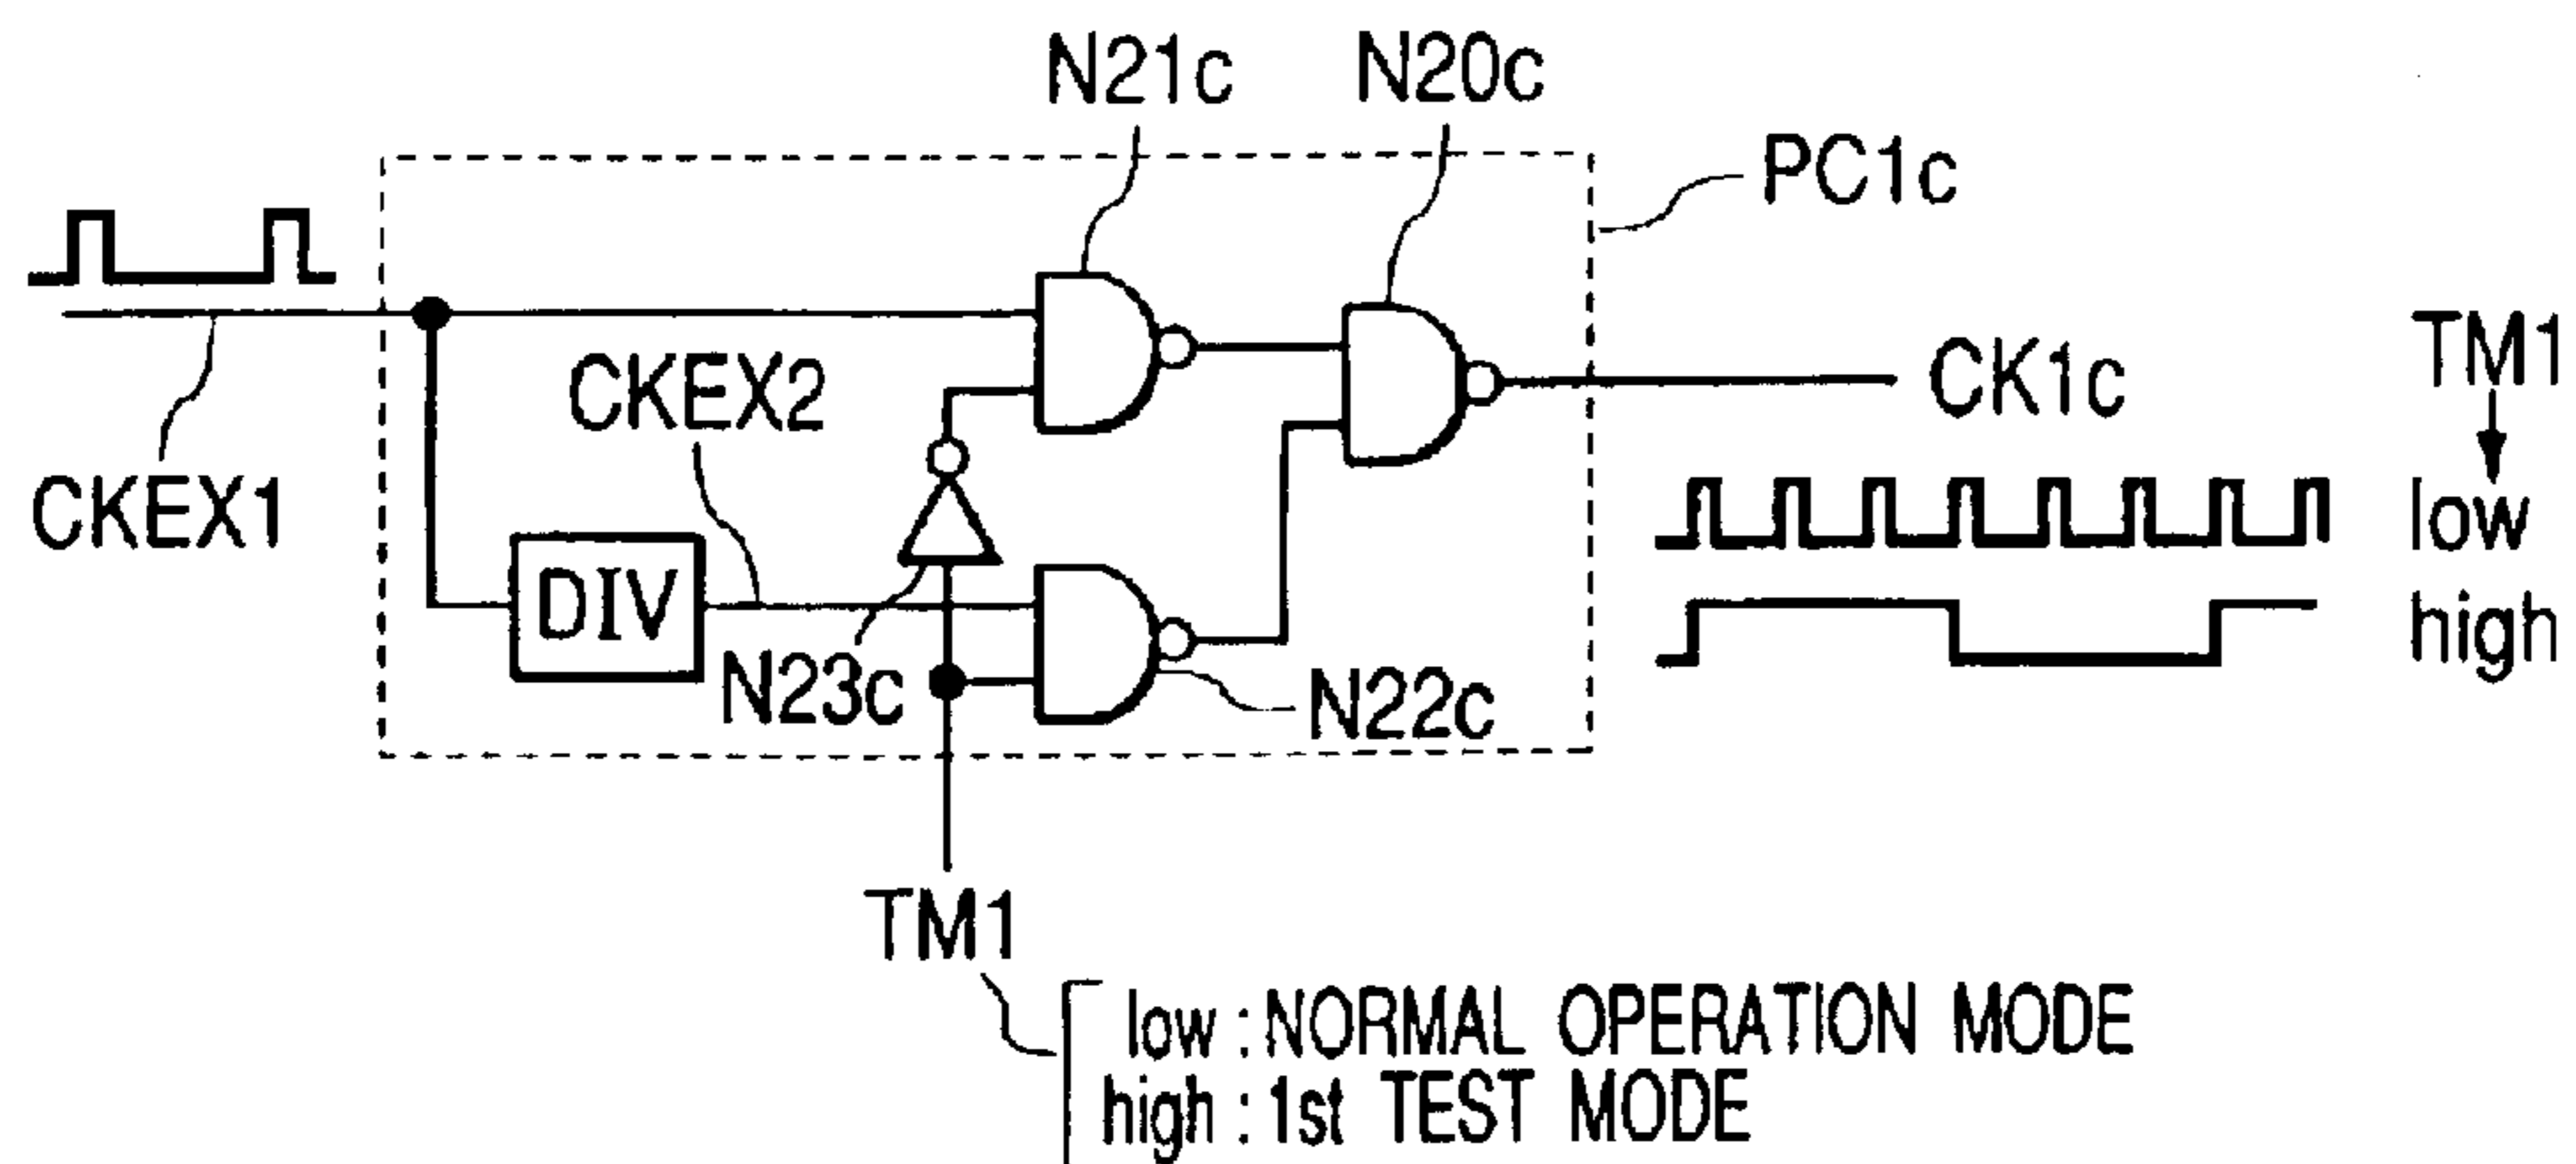 N21c
N20c
PC1c
CKEX1
CKEX2
DIV
N23c
N22c
CK1c
TM1
low
high
TM1
low : NORMAL OPERATION MODE
high : 1st TEST MODE